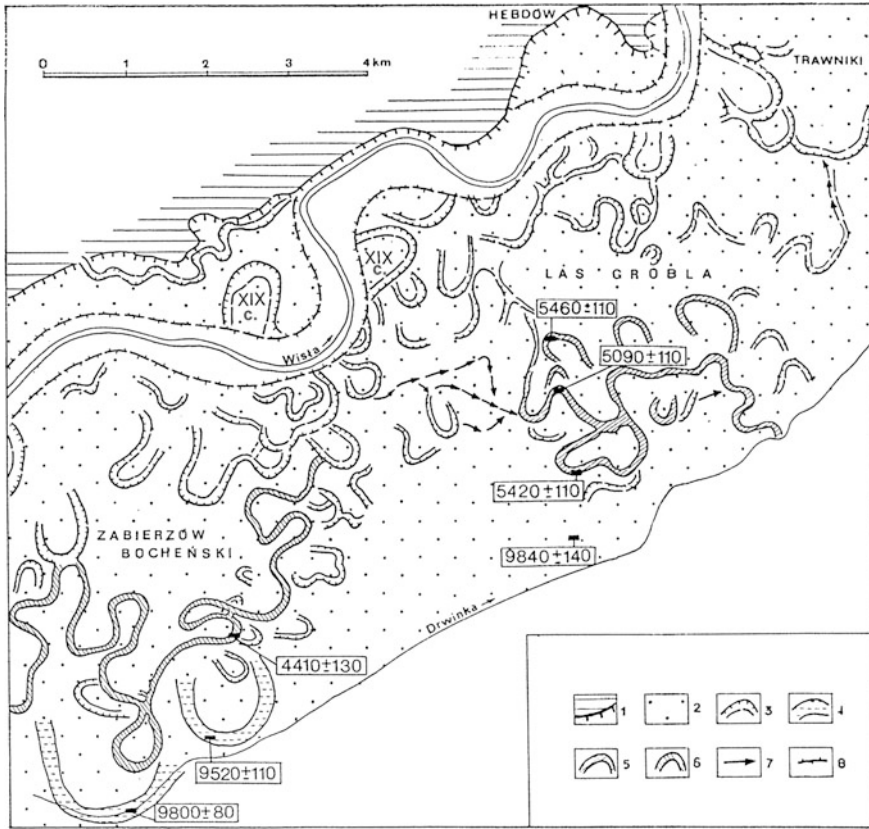 HEBDÓW
TRAWNIKI
0 1 2 3 4 km
XIX
c.
XIX
c.
LAS GROBLA
Wisła
5460±110
5090±110
5420±110
ZABIERZÓW
BOCHEŃSKI
9840±140
Drwinka
4410±130
9520±110
9800±80
1
2
3
4
5
6
7
8